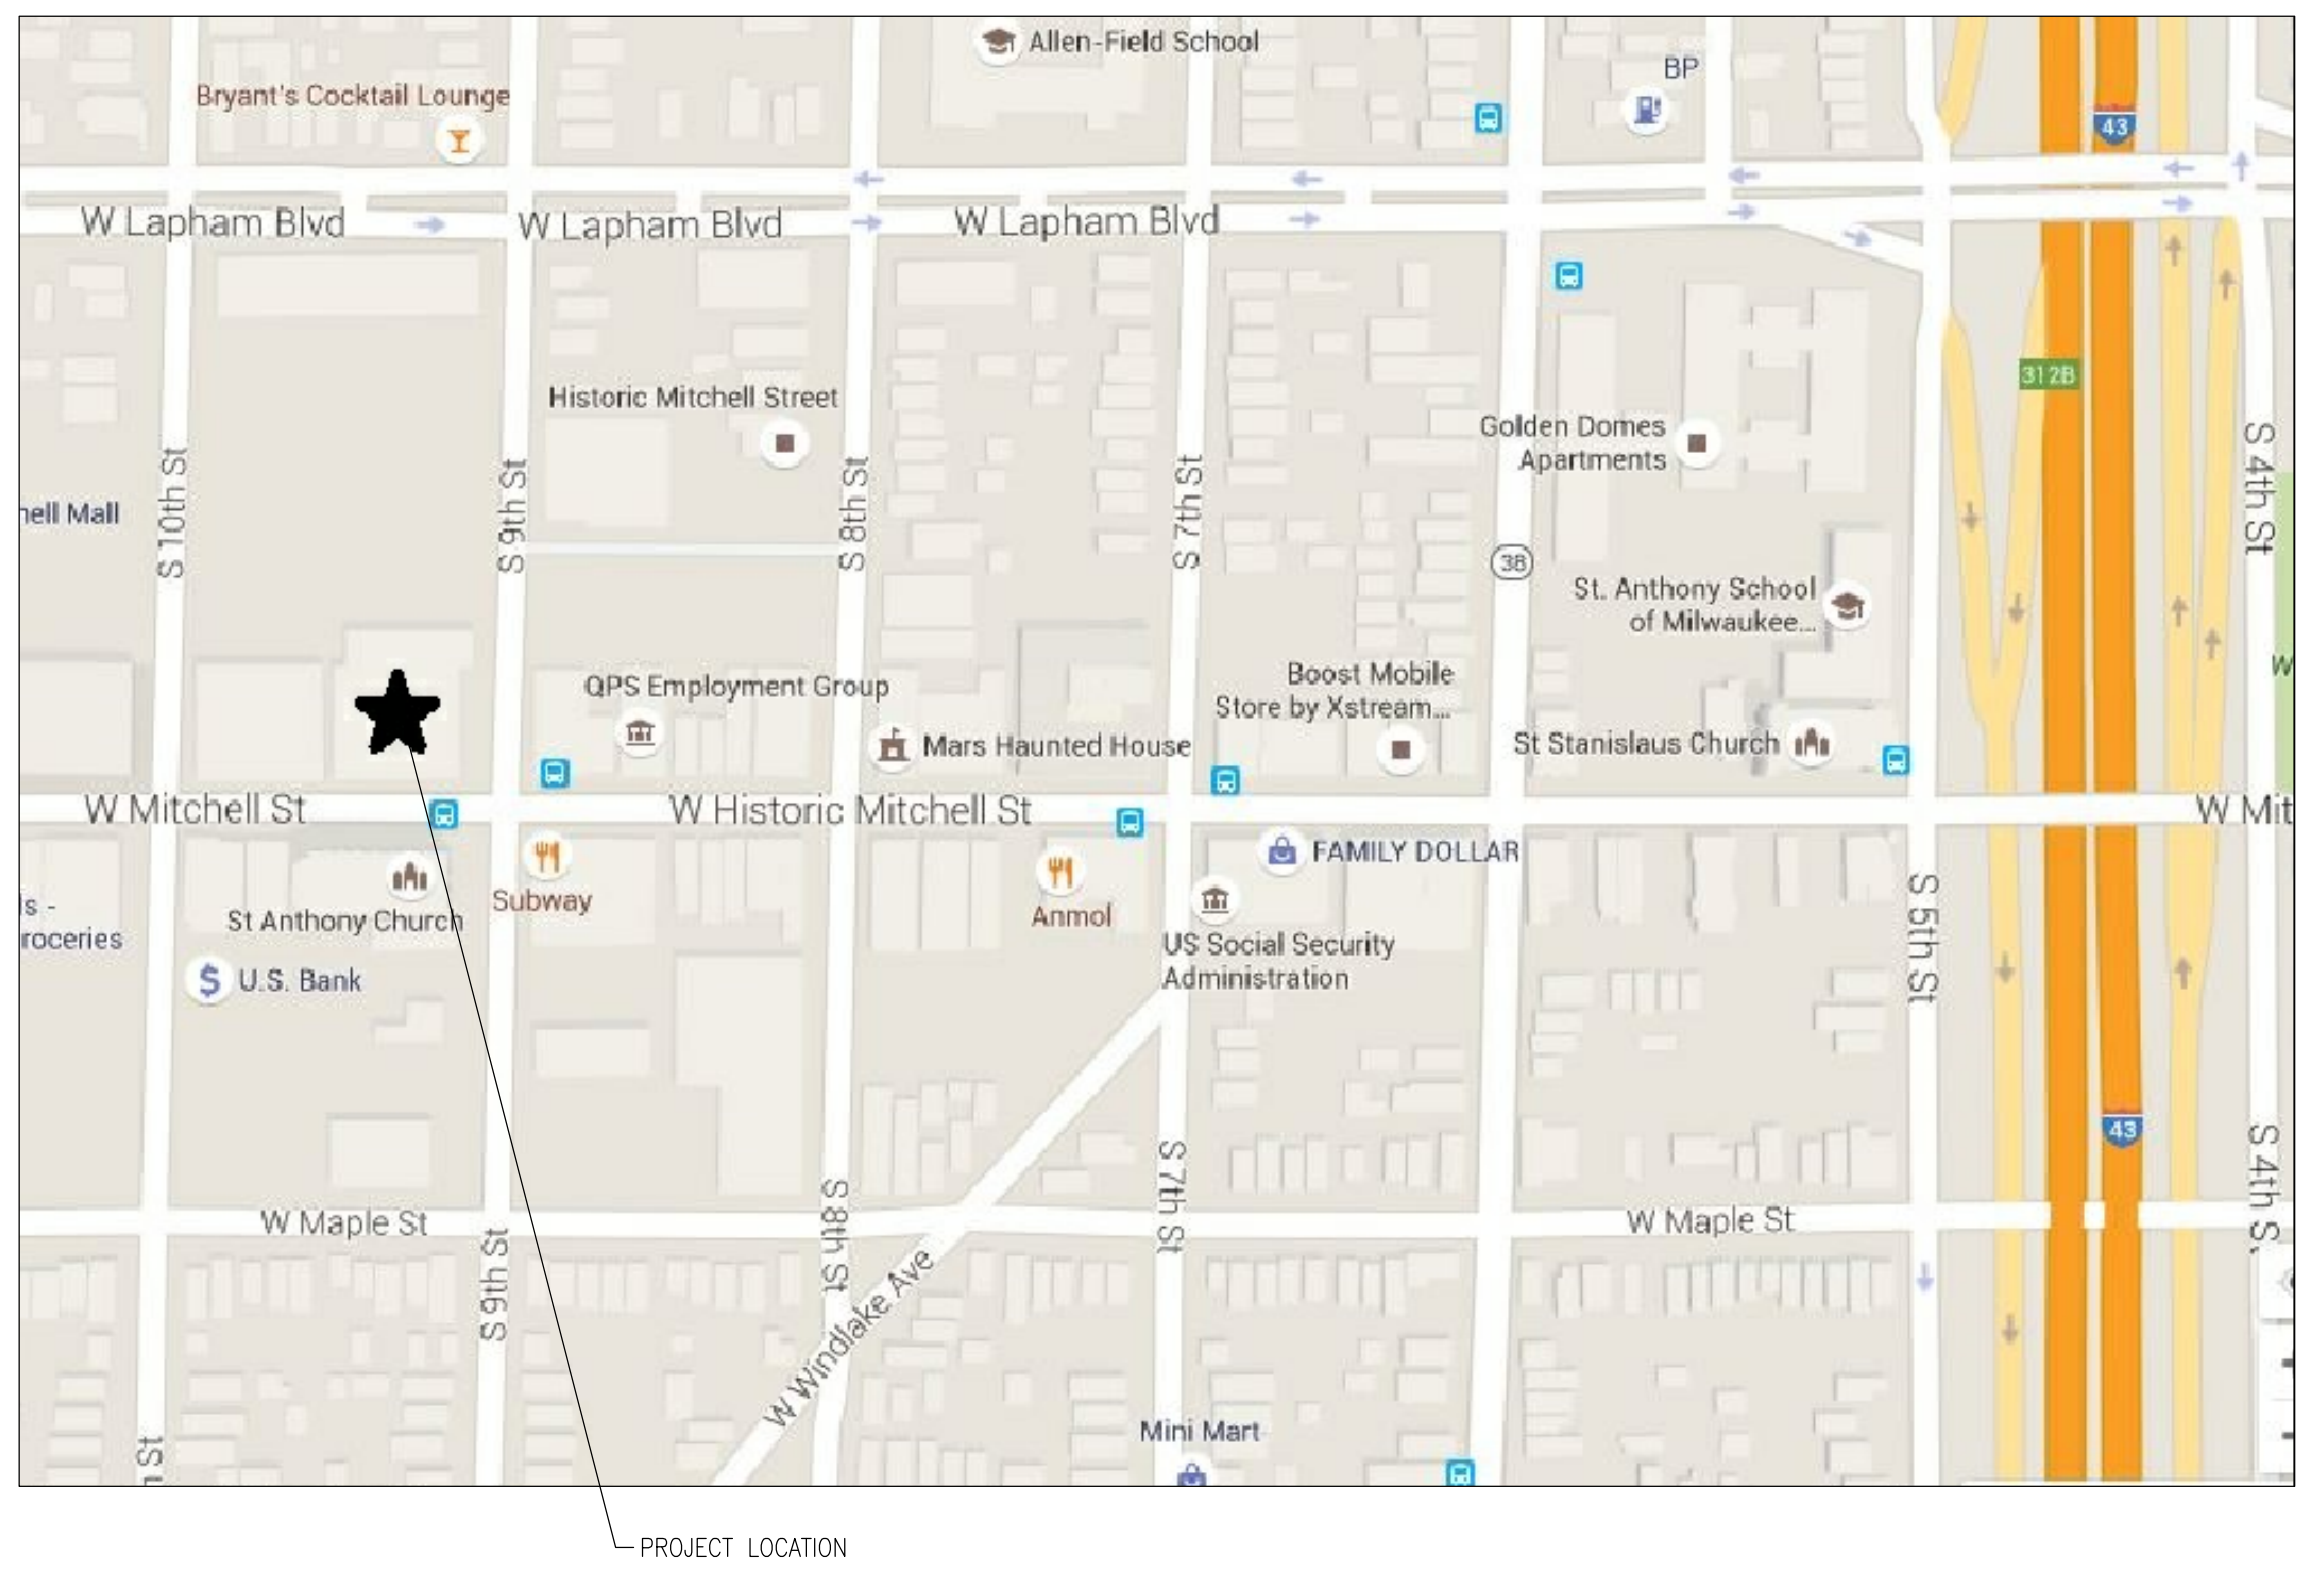 Allen-Field School
BP
Bryant's Cocktail Lounge
43
W Lapham Blvd
W Lapham Blvd
W Lapham Blvd
312B
Historic Mitchell Street
Golden Domes
Apartments
S 10th St
S 9th St
S 8th St
S 7th St
S 4th St
nell Mall
38
St. Anthony School
of Milwaukee...
W
QPS Employment Group
Boost Mobile
Store by Xstream...
Mars Haunted House
St Stanislaus Church
W Mitchell St
W Historic Mitchell St
W Mit
FAMILY DOLLAR
Subway
Anmol
S 5th St
ls -
roceries
St Anthony Church
US Social Security
Administration
U.S. Bank
$
43
S 7th St
S 8th St
S 4th S
W Maple St
W Maple St
S 9th St
W Windlake Ave
Mini Mart
St
PROJECT LOCATION